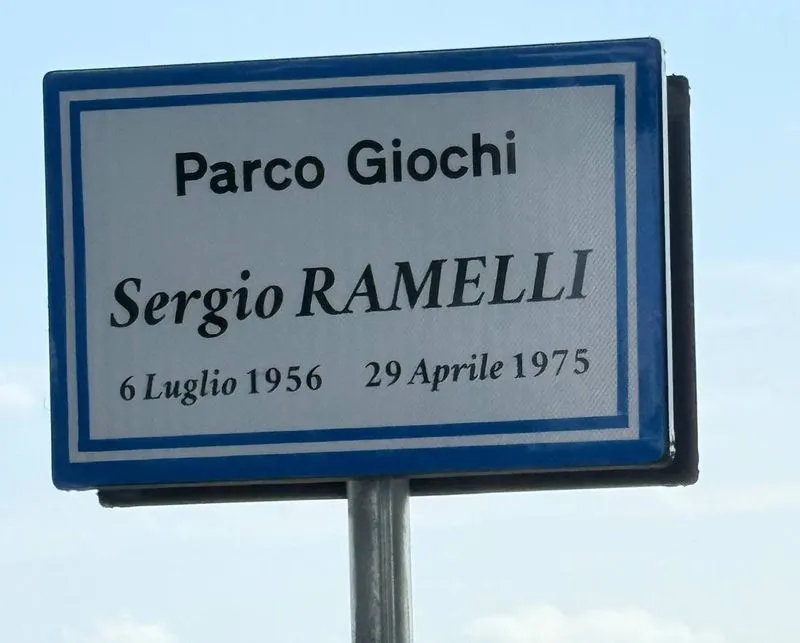 Parco Giochi
Sergio RAMELLI
6 Luglio 1956 29 Aprile 1975